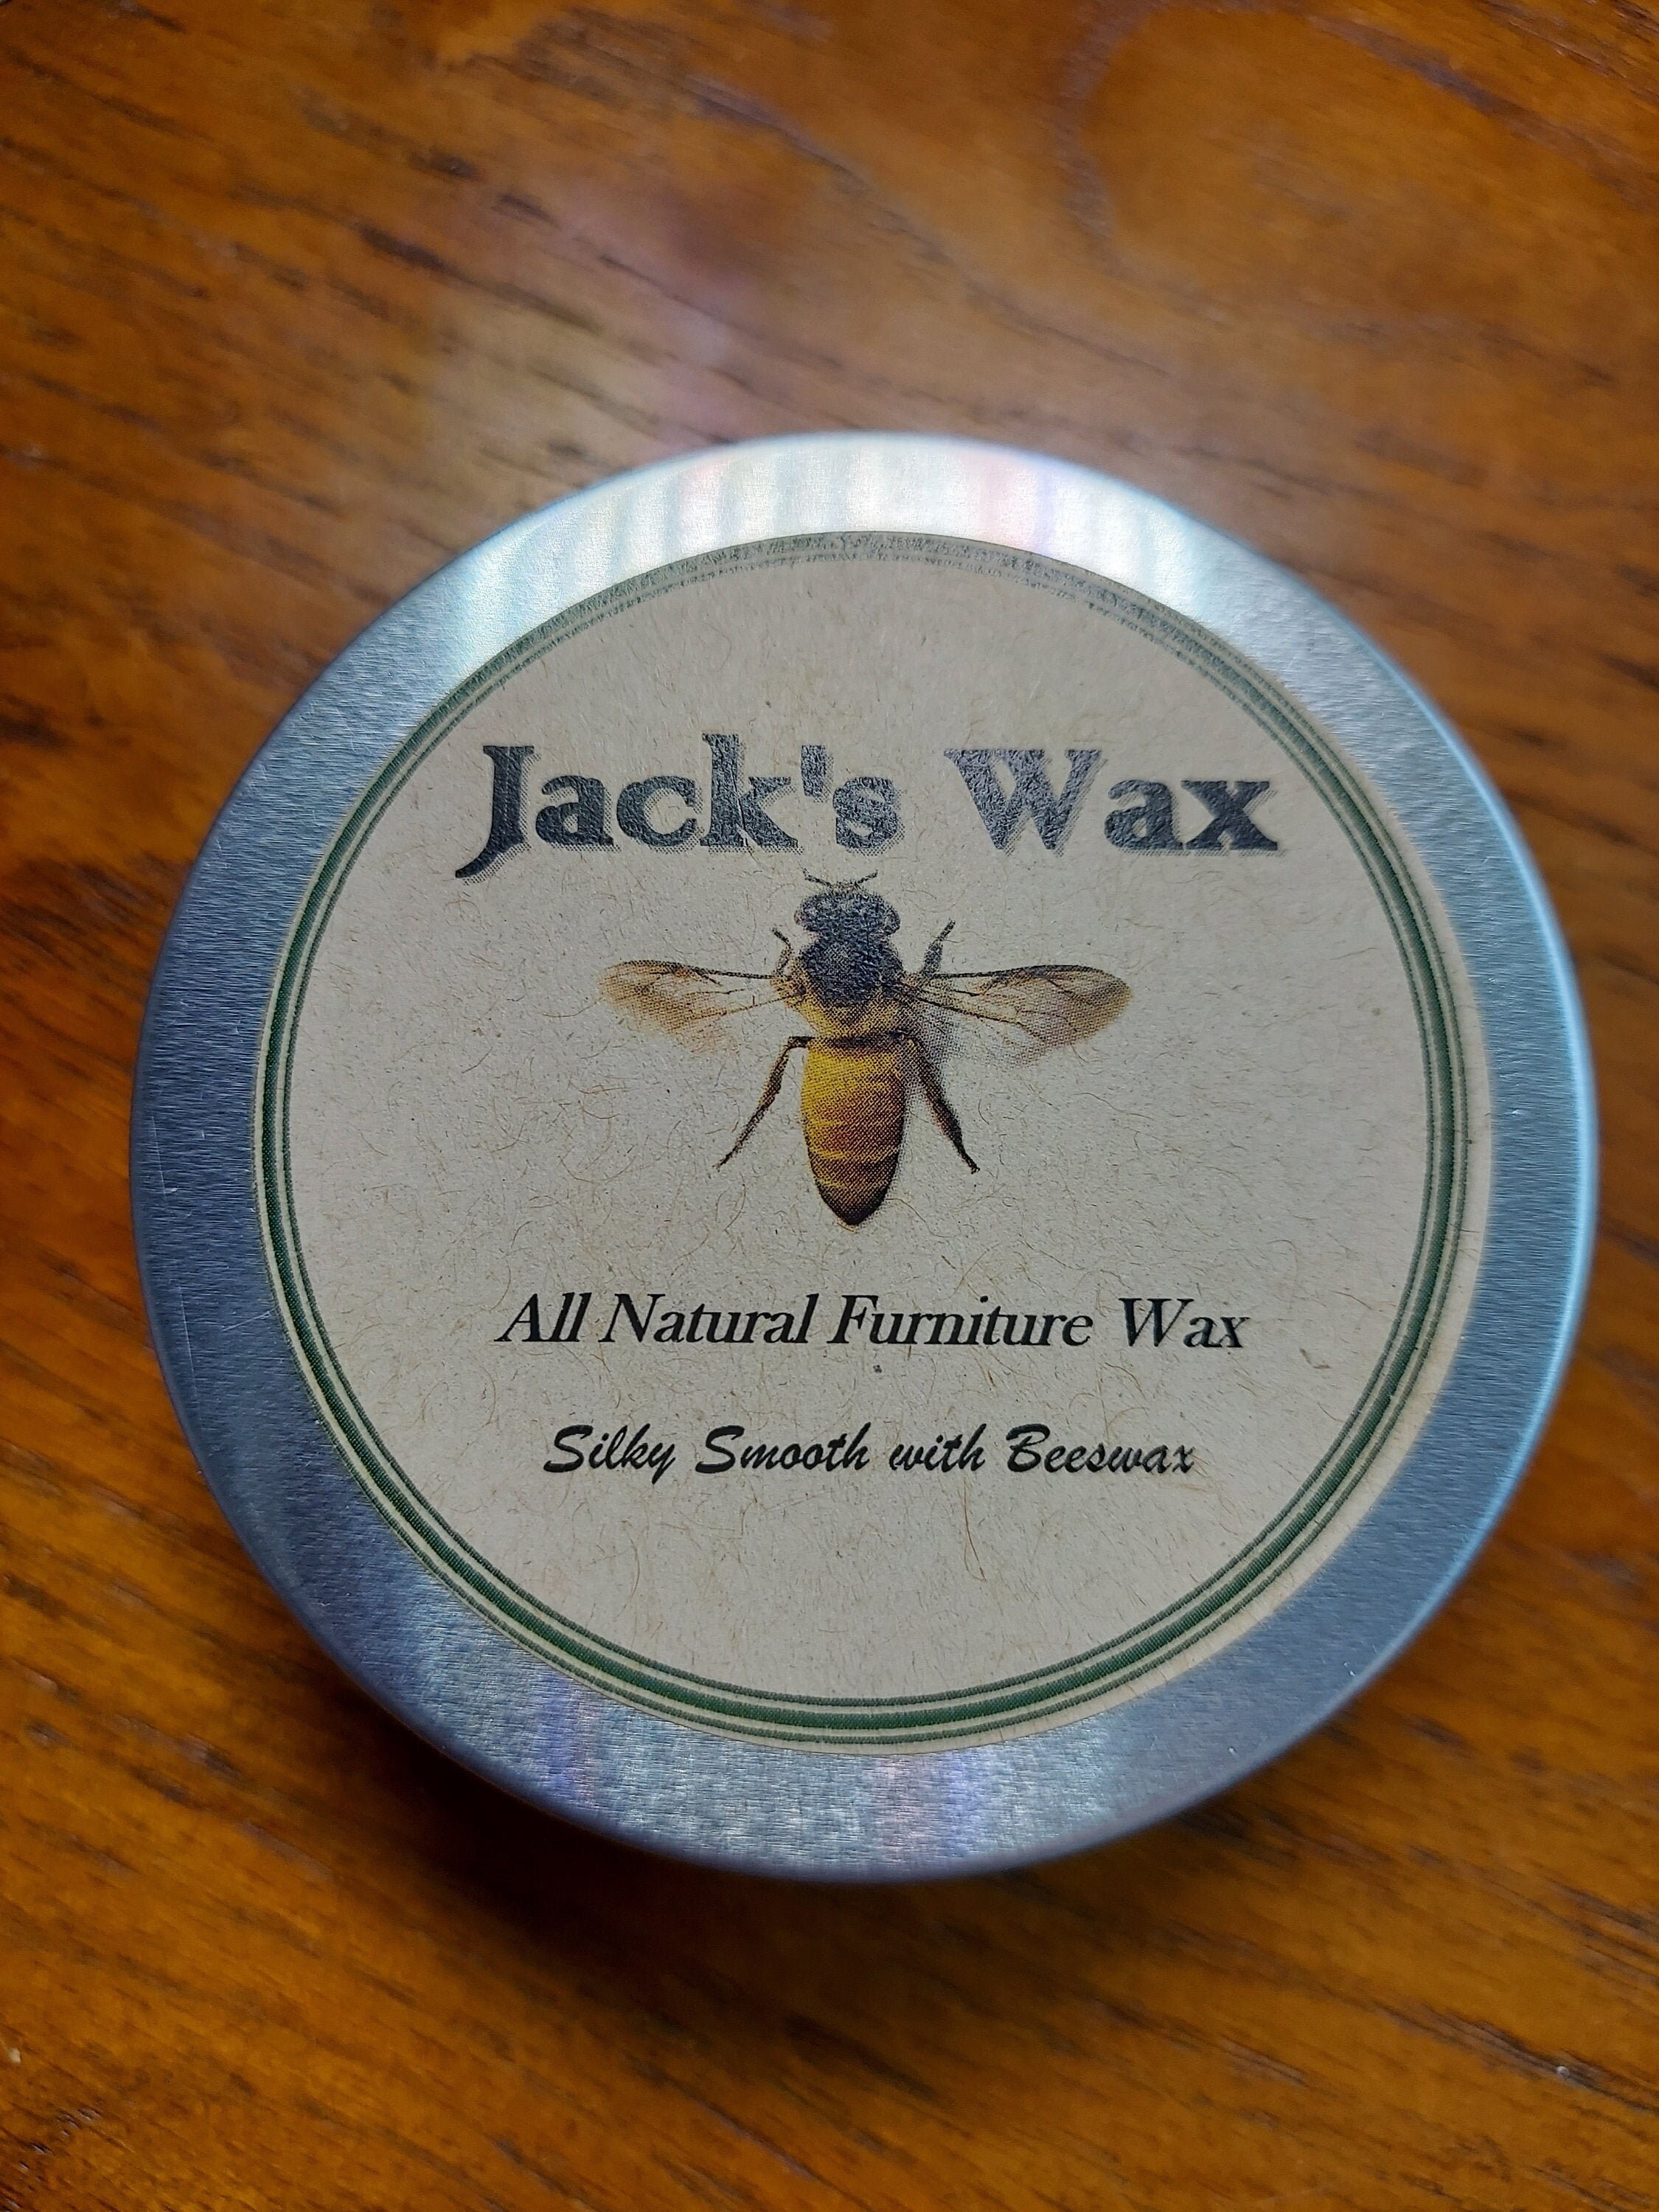 Jack's Wax
All Natural Furniture Wax
Silky Smooth with Beeswax